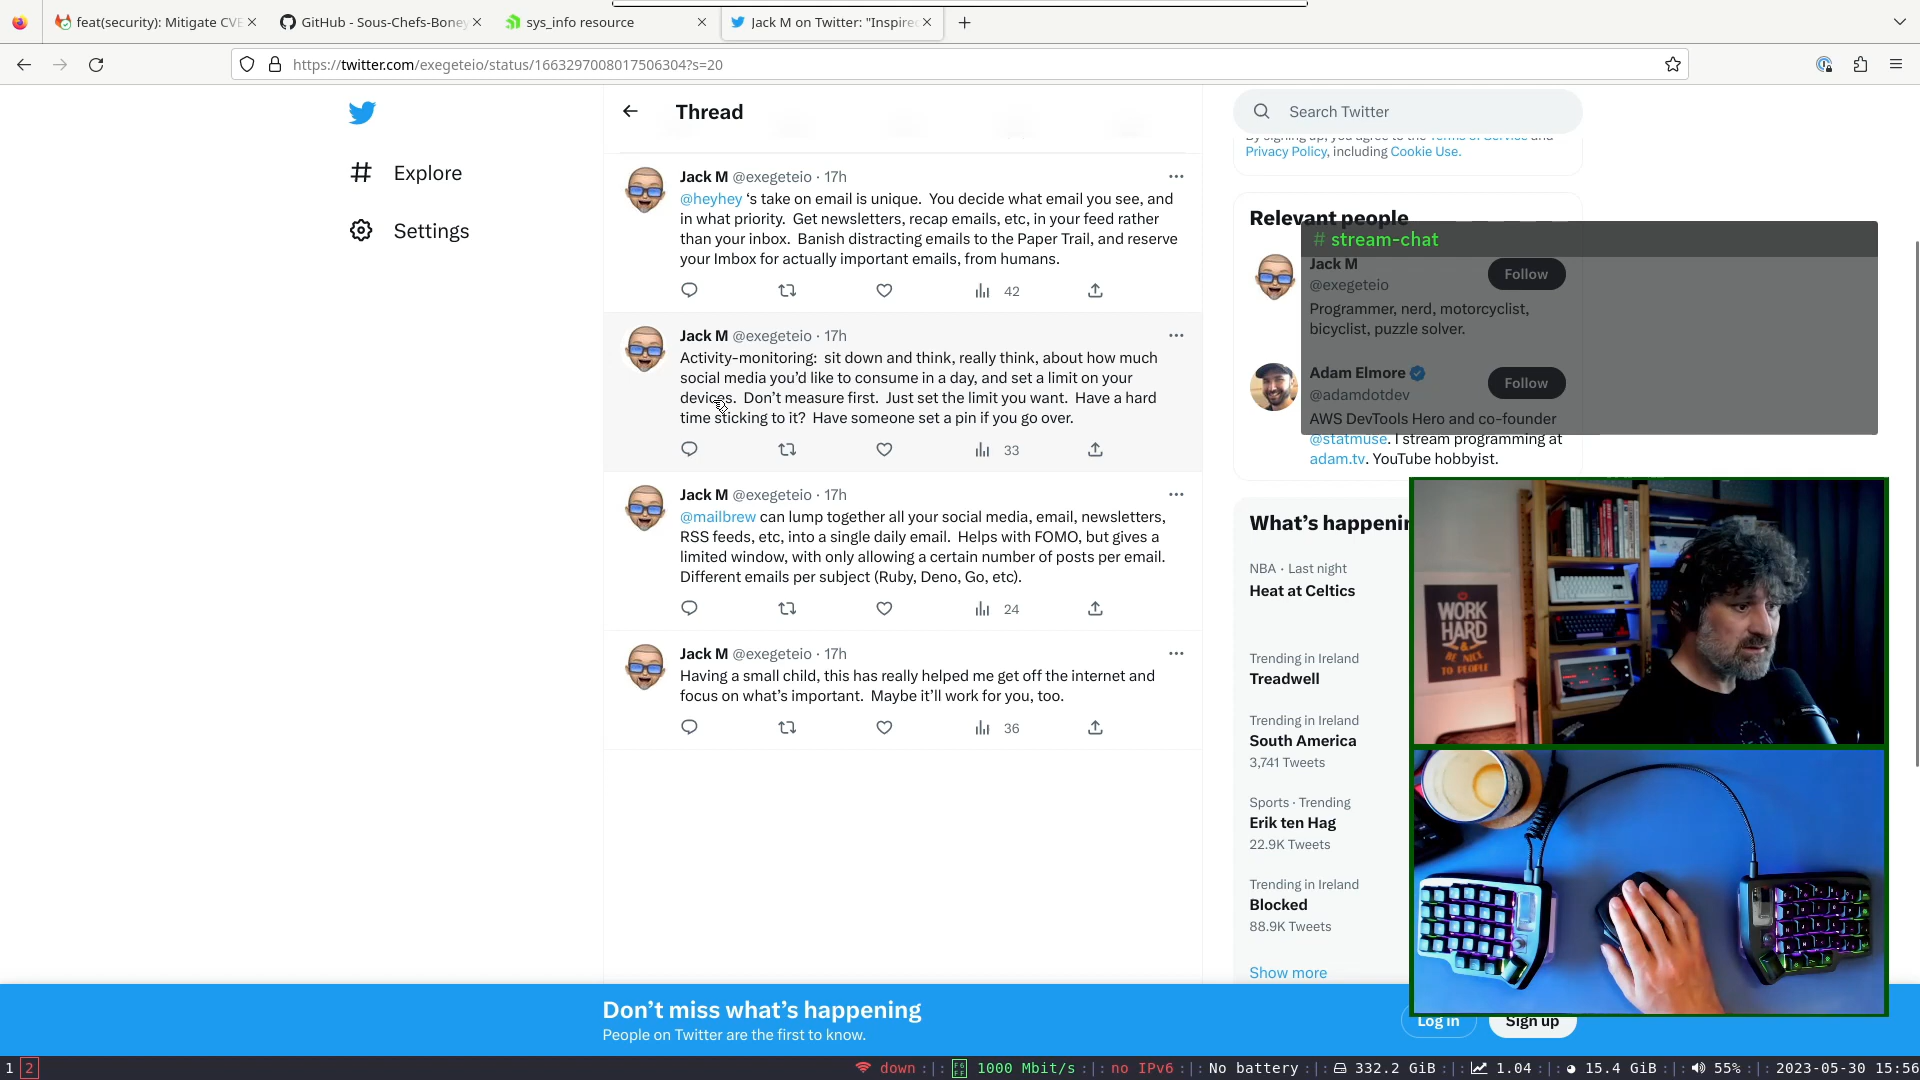 feat(security): Mitigate CVE
GitHub - Sous-Chefs-Boney
sys_info resource
Jack M on Twitter: "Inspired
https://twitter.com/exegeteio/status/1663297008017506304?s=20
Explore
Settings
Thread
@heyhey 's take on email is unique.  You decide what email you see, and
Jack M @exegeteio · 17h
in what priority.  Get newsletters, recap emails, etc, in your feed rather
than your inbox.  Banish distracting emails to the Paper Trail, and reserve
your Imbox for actually important emails, from humans.
42
Jack M @exegeteio · 17h
Activity-monitoring:  sit down and think, really think, about how much
social media you'd like to consume in a day, and set a limit on your
devices.  Don't measure first.  Just set the limit you want.  Have a hard
time sticking to it?  Have someone set a pin if you go over.
33
Jack M @exegeteio · 17h
@mailbrew can lump together all your social media, email, newsletters,
RSS feeds, etc, into a single daily email.  Helps with FOMO, but gives a
limited window, with only allowing a certain number of posts per email.
Different emails per subject (Ruby, Deno, Go, etc).
24
Jack M @exegeteio · 17h
Having a small child, this has really helped me get off the internet and
focus on what's important.  Maybe it'll work for you, too.
36
Search Twitter
By signing up, you agree to the Terms of Service and
Privacy Policy, including Cookie Use.
Relevant people
# stream-chat
Jack M
@exegeteio
Follow
Programmer, nerd, motorcyclist,
bicyclist, puzzle solver.
Adam Elmore
@adamdotdev
Follow
AWS DevTools Hero and co-founder
@statmuse. I stream programming at
adam.tv. YouTube hobbyist.
What's happenin
NBA · Last night
Heat at Celtics
Trending in Ireland
Treadwell
Trending in Ireland
South America
3,741 Tweets
Sports · Trending
Erik ten Hag
22.9K Tweets
Trending in Ireland
Blocked
88.9K Tweets
Show more
WORK
HARD
& BE NICE
TO PEOPLE
Don't miss what's happening
People on Twitter are the first to know.
Log in
Sign up
1 2
down :|: 1000 Mbit/s :|: no IPv6 :|: No battery :|: 332.2 GiB :|: 1.04 :|: 15.4 GiB :|: 55% :|: 2023-05-30 15:56